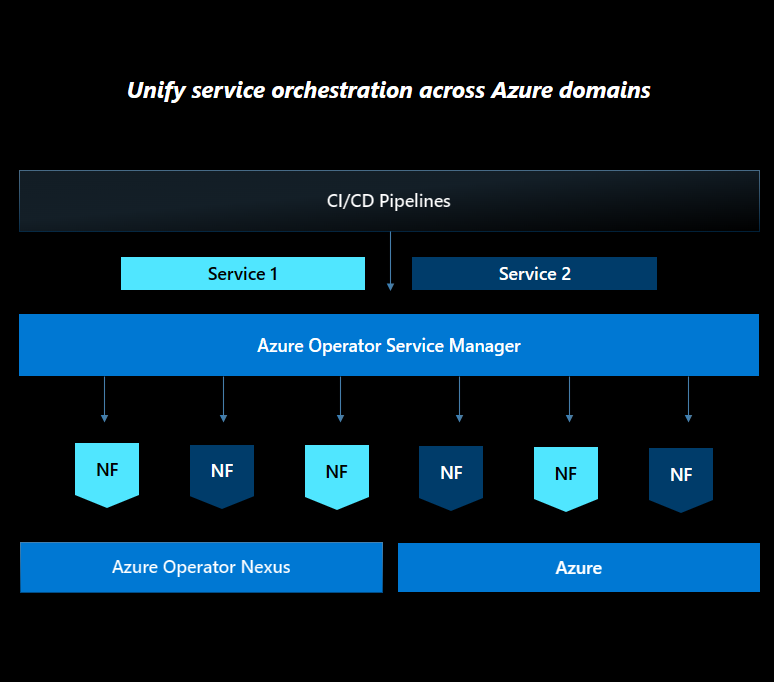 Unify service orchestration across Azure domains
CI/CD Pipelines
Service 1
Service 2
Azure Operator Service Manager
NF
NF
NF
NF
NF
NF
Azure Operator Nexus
Azure